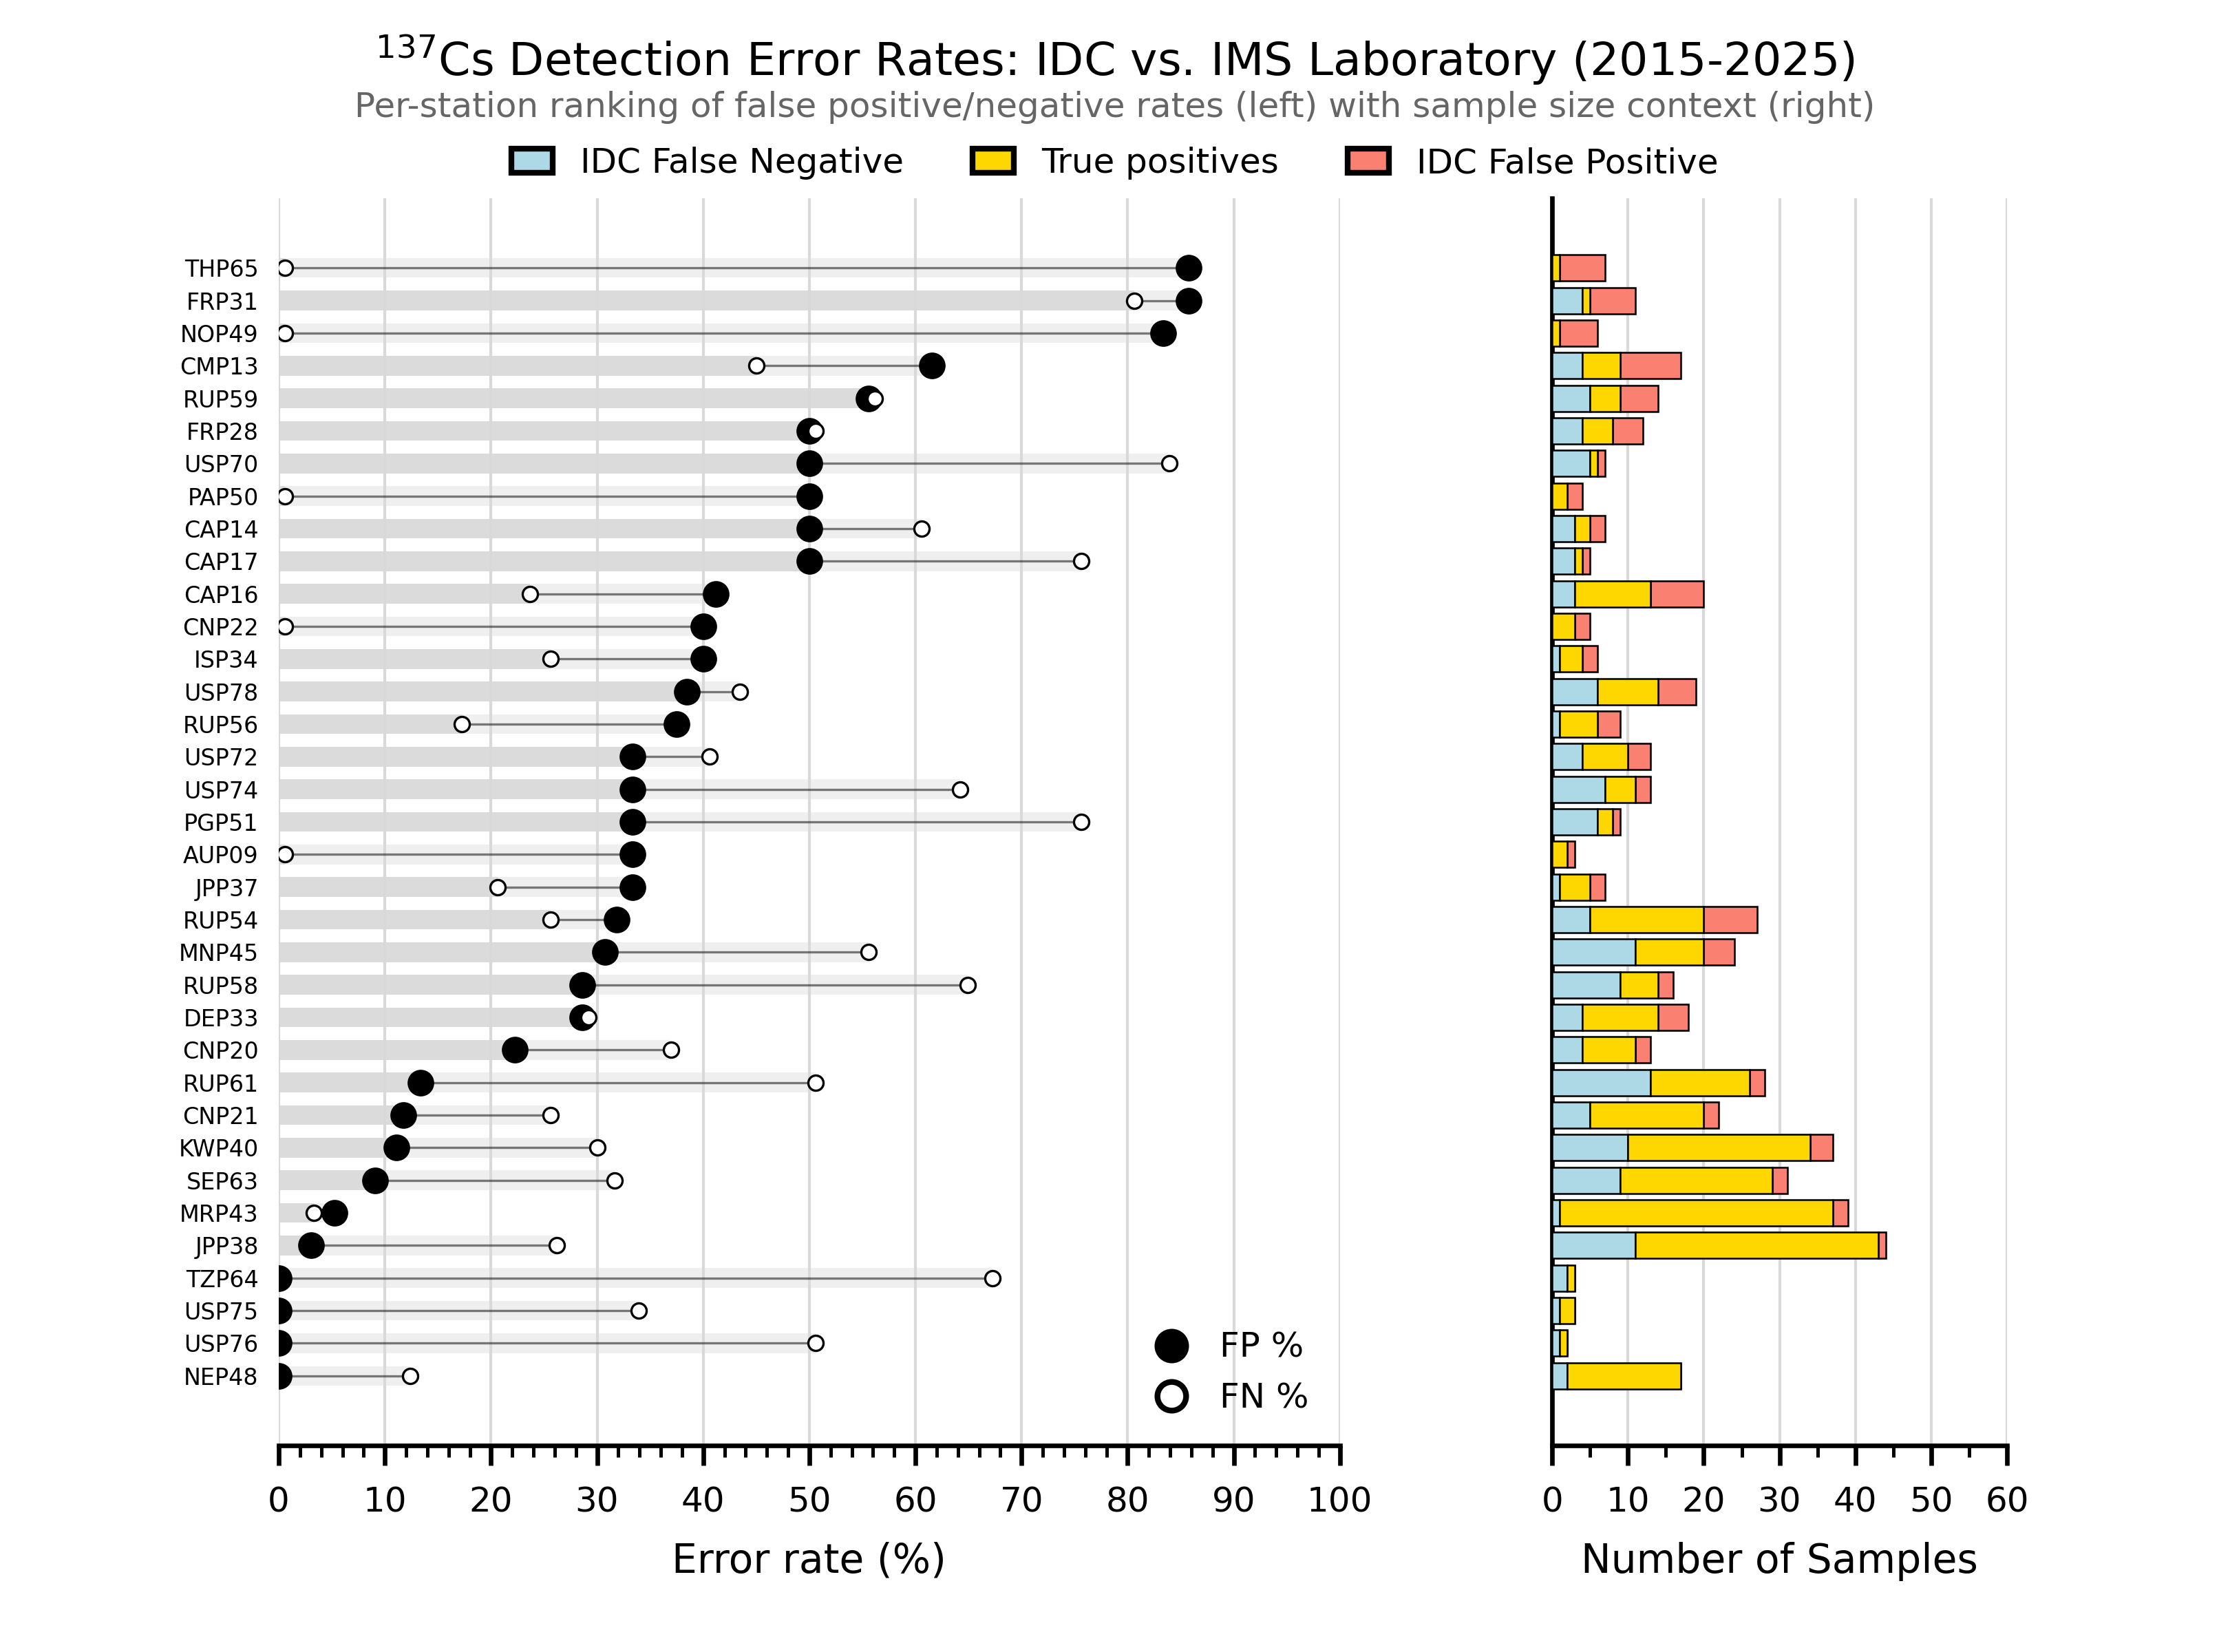 ¹³⁷Cs Detection Error Rates: IDC vs. IMS Laboratory (2015-2025)
Per-station ranking of false positive/negative rates (left) with sample size context (right)
IDC False Negative True positives IDC False Positive
THP65
FRP31
NOP49
CMP13
RUP59
FRP28
USP70
PAP50
CAP14
CAP17
CAP16
CNP22
ISP34
USP78
RUP56
USP72
USP74
PGP51
AUP09
JPP37
RUP54
MNP45
RUP58
DEP33
CNP20
RUP61
CNP21
KWP40
SEP63
MRP43
JPP38
TZP64
USP75
USP76
NEP48
FP %
FN %
0 10 20 30 40 50 60 70 80 90 100
Error rate (%)
0 10 20 30 40 50 60
Number of Samples